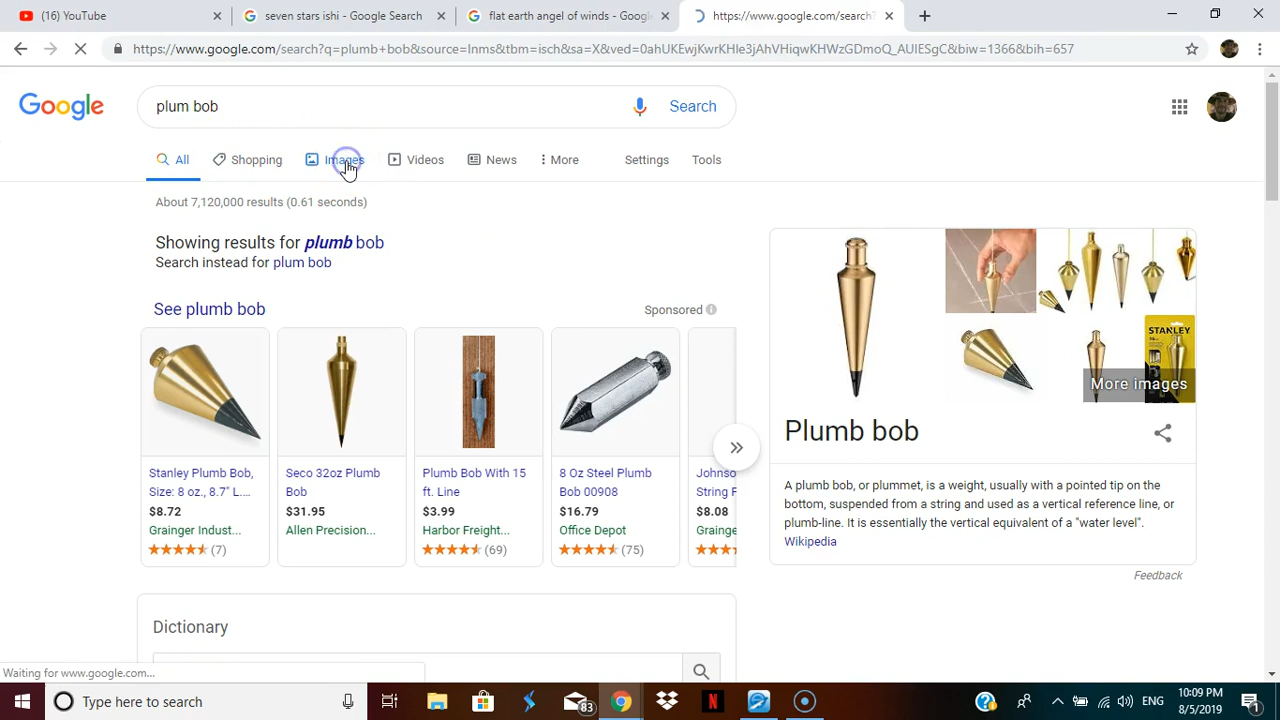 (16) YouTube
seven stars ishi - Google Search
flat earth angel of winds - Google
https://www.google.com/search?
https://www.google.com/search?q=plumb+bob&source=lnms&tbm=isch&sa=X&ved=0ahUKEwjKwrKHle3jAhVHiqwKHWzGDmoQ_AUIESgC&biw=1366&bih=657
Google
plum bob
Search
All
Shopping
Images
Videos
News
More
Settings
Tools
About 7,120,000 results (0.61 seconds)
Showing results for plumb bob
Search instead for plum bob
See plumb bob
Sponsored
Stanley Plumb Bob,
Size: 8 oz., 8.7" L....
$8.72
Grainger Indust...
(7)
Seco 32oz Plumb
Bob
$31.95
Allen Precision...
Plumb Bob With 15
ft. Line
$3.99
Harbor Freight...
(69)
8 Oz Steel Plumb
Bob 00908
$16.79
Office Depot
(75)
Johnso
String F
$8.08
Grainge
STANLEY
More images
Plumb bob
A plumb bob, or plummet, is a weight, usually with a pointed tip on the
bottom, suspended from a string and used as a vertical reference line, or
plumb-line. It is essentially the vertical equivalent of a "water level".
Wikipedia
Feedback
Dictionary
Waiting for www.google.com...
Type here to search
83
N
ENG
10:09 PM
8/5/2019
1